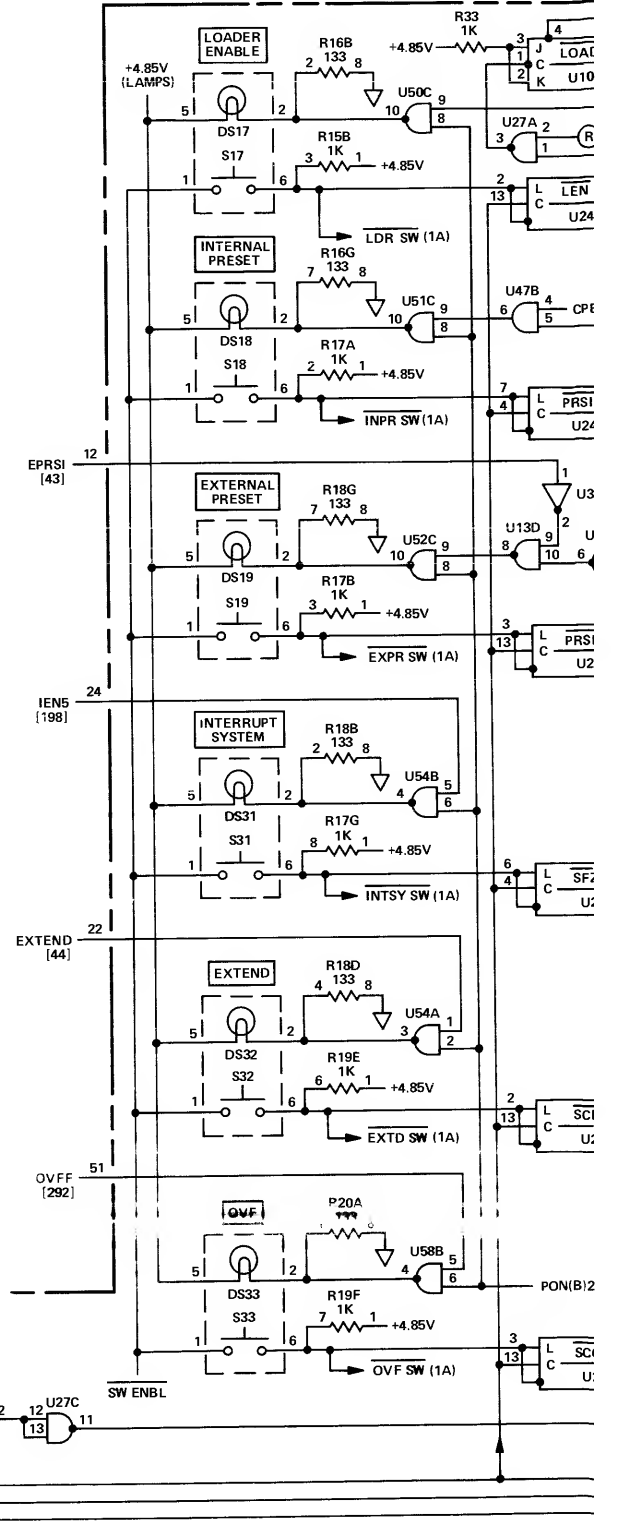 LOADER
ENABLE
+4.85V
(LAMPS)
R16B
133
2 8
R33
1K
+4.85V
4
3 J
1 C
2 K
LOAD
U10
U27A
3 2
1
R
5 DS17 2
10 U50C 9
8
S17
R15B
1K
3 1 +4.85V
1 6
LDR SW (1A)
2 L LEN
13 C
U24
INTERNAL
PRESET
R16G
133
7 8
5 DS18 2
10 U51C 9
8
U47B
6 4
5
S18
R17A
1K
2 1 +4.85V
1 6
INPR SW (1A)
7 L PRSI
4 C
U24
EPRSI 12
[43]
1
2
EXTERNAL
PRESET
R18G
133
7 8
5 DS19 2
10 U52C 9
8
U13D
8 9
10 6
S19
R17B
1K
3 1 +4.85V
1 6
EXPR SW (1A)
3 L
13 C
IEN5 24
[198]
INTERRUPT
SYSTEM
R18B
133
2 8
5 DS31 2
4 U54B 5
6
S31
R17G
1K
8 1 +4.85V
1 6
INTSY SW (1A)
6 L
4 C
EXTEND 22
[44]
EXTEND
R18D
133
4 8
5 DS32 2
3 U54A 1
2
S32
R19E
1K
6 1 +4.85V
1 6
EXTD SW (1A)
2 L
13 C
OVFF 51
[292]
OVF
5 DS33 2
4 U58B 5
6
PON(B)2
S33
R19F
1K
7 1 +4.85V
1 6
OVF SW (1A)
3 L
13 C
SW ENBL
U27C
2 12
13 11